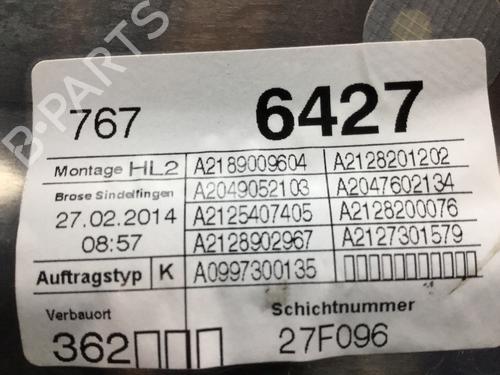 767 6427
Montage HL2 A2189009604 A2128201202
Brose Sindelfingen A2049052103 A2047602134
27.02.2014 A2125407405 A2128200076
08:57 A2128902967 A2127301579
Auftragstyp K A0997300135
Verbauort Schichtnummer
362 27F096
B-PARTS